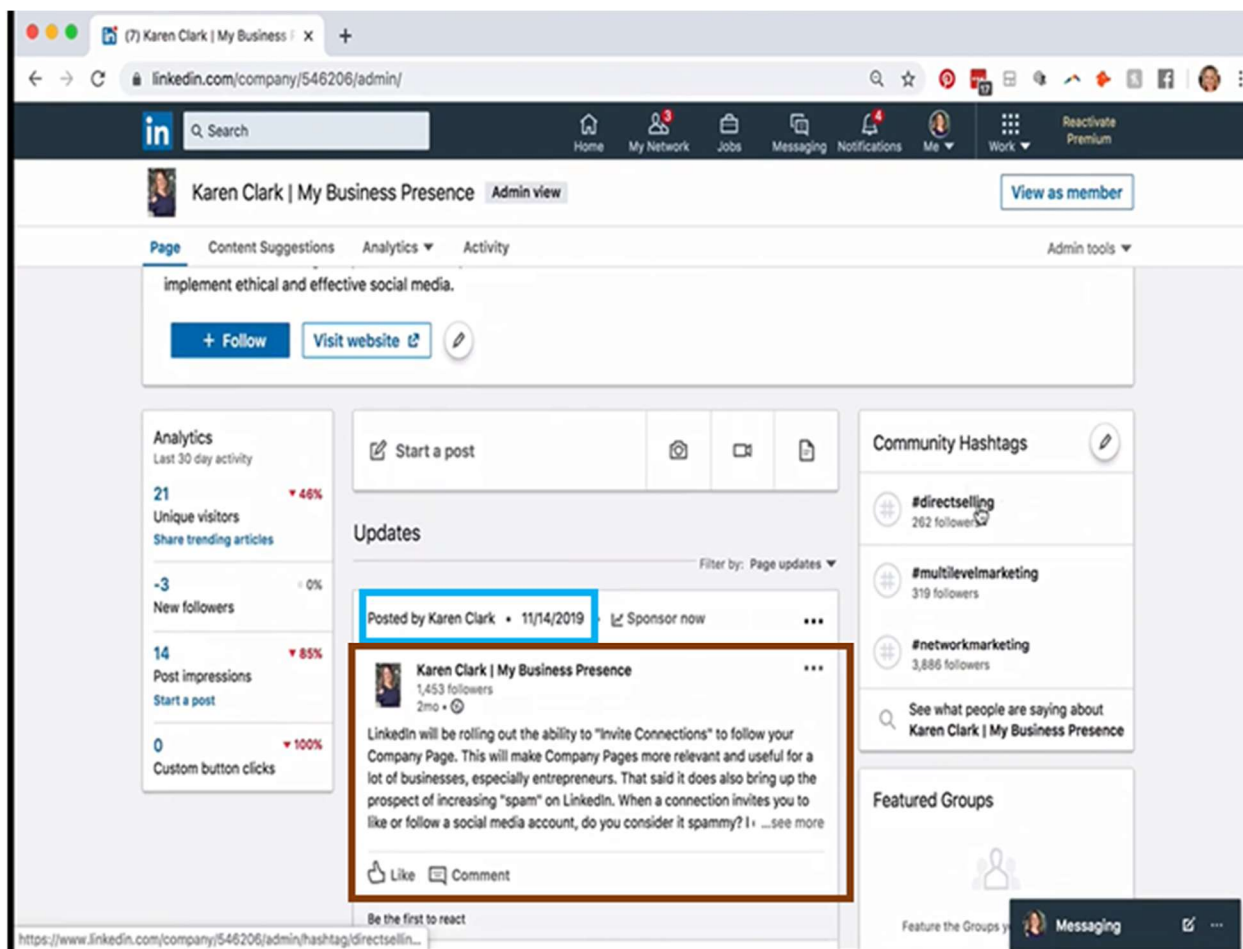 (7) Karen Clark | My Business P
linkedin.com/company/546206/admin/
17
in
Search
3
4
Home
My Network
Jobs
Messaging
Notifications
Me
Work
Reactivate
Premium
Karen Clark | My Business Presence
Admin view
View as member
Page
Content Suggestions
Analytics
Activity
Admin tools
implement ethical and effective social media.
+ Follow
Visit website
Analytics
Last 30 day activity
21
▼ 46%
Unique visitors
Share trending articles
-3
0%
New followers
14
▼ 85%
Post impressions
Start a post
0
▼ 100%
Custom button clicks
Start a post
Updates
Filter by: Page updates ▼
Posted by Karen Clark • 11/14/2019
Sponsor now
Karen Clark | My Business Presence
1,453 followers
2mo •
LinkedIn will be rolling out the ability to "Invite Connections" to follow your
Company Page. This will make Company Pages more relevant and useful for a
lot of businesses, especially entrepreneurs. That said it does also bring up the
prospect of increasing "spam" on LinkedIn. When a connection invites you to
like or follow a social media account, do you consider it spammy? I ...see more
Like
Comment
Be the first to react
Community Hashtags
#directselling
262 followers
#multilevelmarketing
319 followers
#networkmarketing
3,886 followers
See what people are saying about
Karen Clark | My Business Presence
Featured Groups
Feature the Groups
Messaging
https://www.linkedin.com/company/546206/admin/hashtag/directsellin...